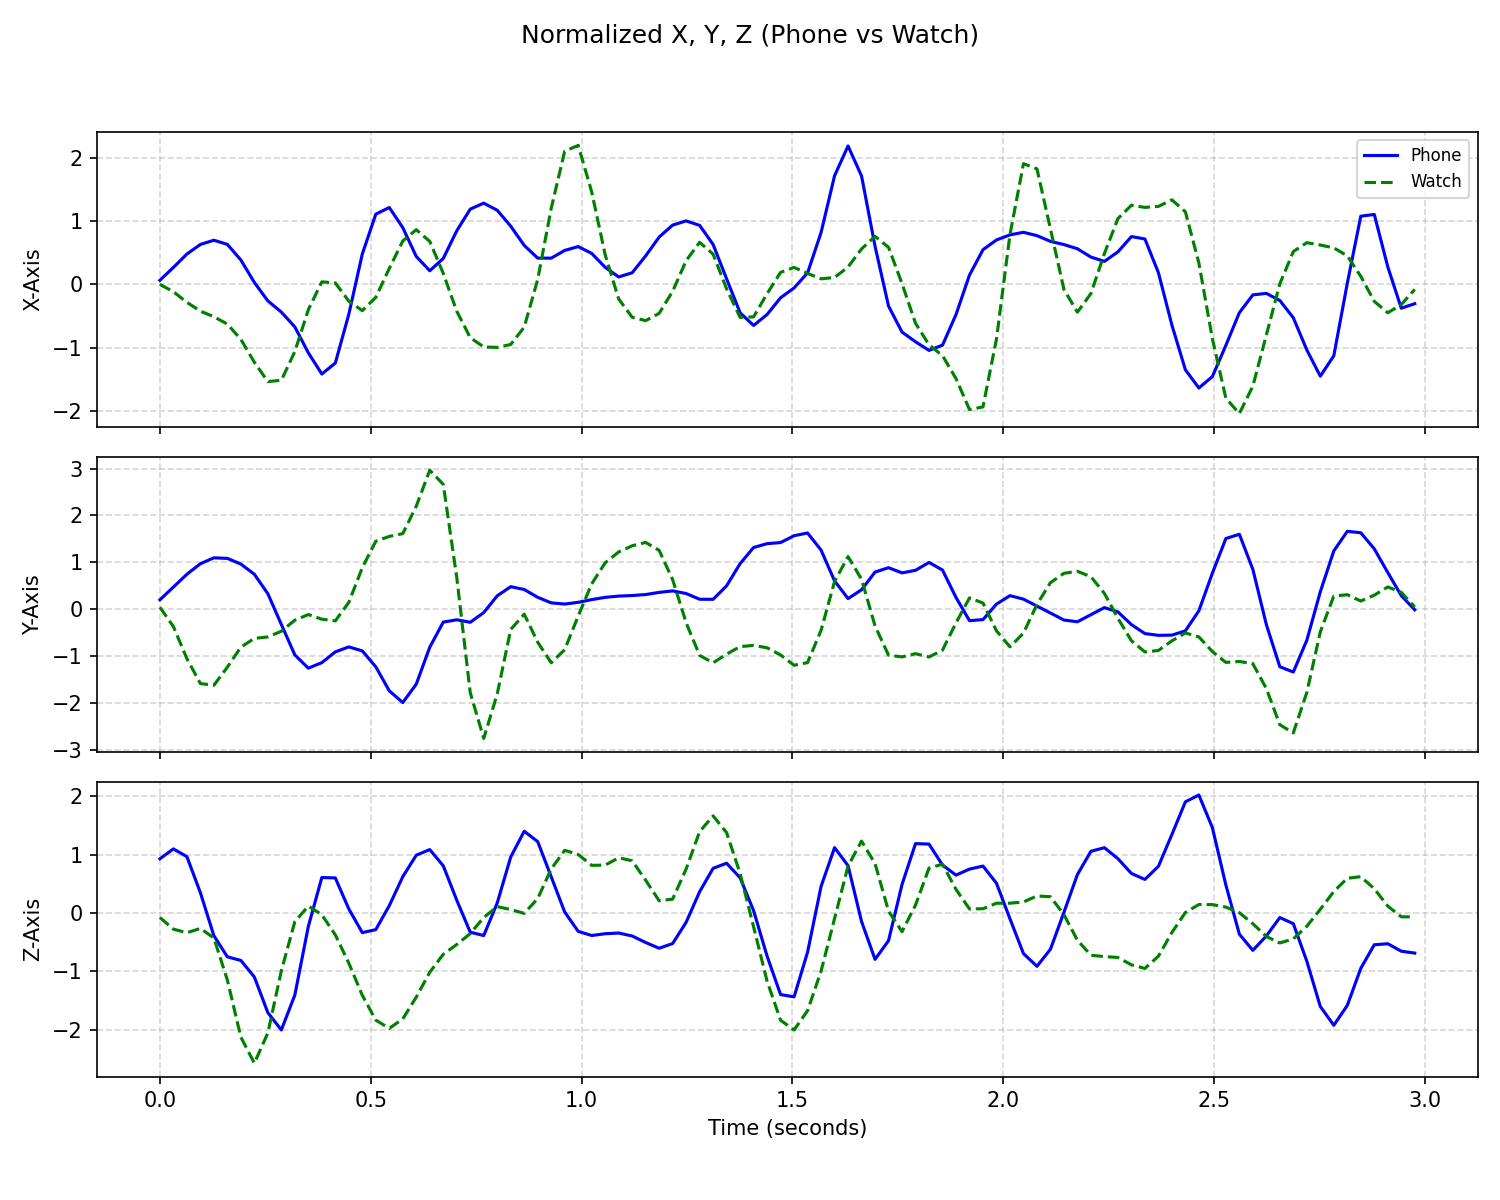 Normalized X, Y, Z (Phone vs Watch)
X-Axis
2
1
0
−1
−2
Phone
Watch
Y-Axis
3
2
1
0
−1
−2
−3
Z-Axis
2
1
0
−1
−2
0.0 0.5 1.0 1.5 2.0 2.5 3.0
Time (seconds)